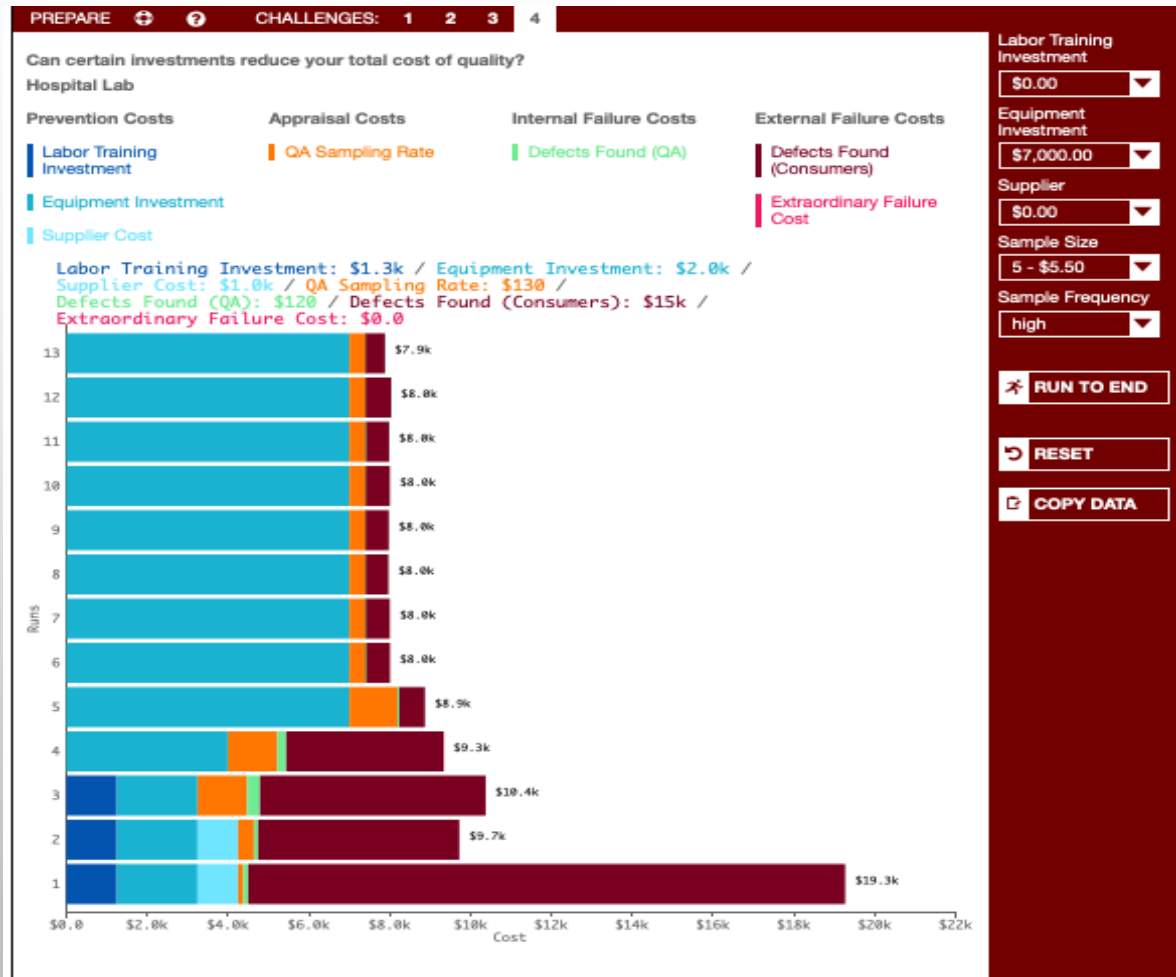 PREPARE ? CHALLENGES: 1 2 3 4
Can certain investments reduce your total cost of quality?
Hospital Lab
Prevention Costs
Labor Training
Investment
Equipment Investment
Supplier Cost
Appraisal Costs
QA Sampling Rate
Internal Failure Costs
Defects Found (QA)
External Failure Costs
Defects Found
(Consumers)
Extraordinary Failure
Cost
Labor Training Investment: $1.3k / Equipment Investment: $2.0k /
Supplier Cost: $1.0k / QA Sampling Rate: $130 /
Defects Found (QA): $120 / Defects Found (Consumers): $15k /
Extraordinary Failure Cost: $0.0
13 $7.9k
12 $8.0k
11 $8.0k
10 $8.0k
9 $8.0k
8 $8.0k
7 $8.0k
6 $8.0k
5 $8.9k
4 $9.3k
3 $10.4k
2 $9.7k
1 $19.3k
Runs
$0.0 $2.0k $4.0k $6.0k $8.0k $10k $12k $14k $16k $18k $20k $22k
Cost
Labor Training
Investment
$0.00
Equipment
Investment
$7,000.00
Supplier
$0.00
Sample Size
5 - $5.50
Sample Frequency
high
RUN TO END
RESET
COPY DATA